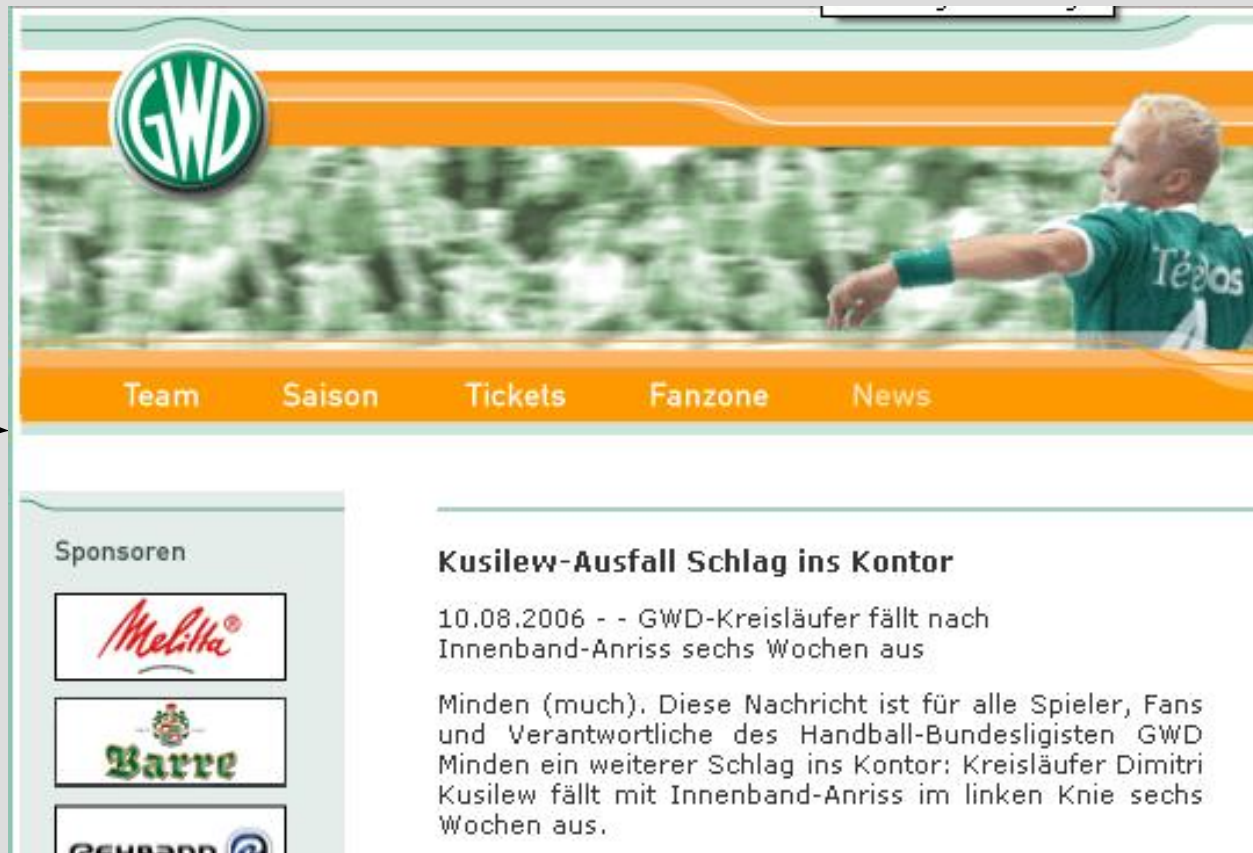 GWD
Team Saison Tickets Fanzone News
Sponsoren
Melitta®
Barre
Kusilew-Ausfall Schlag ins Kontor
10.08.2006 - - GWD-Kreisläufer fällt nach
Innenband-Anriss sechs Wochen aus
Minden (much). Diese Nachricht ist für alle Spieler, Fans
und Verantwortliche des Handball-Bundesligisten GWD
Minden ein weiterer Schlag ins Kontor: Kreisläufer Dimitri
Kusilew fällt mit Innenband-Anriss im linken Knie sechs
Wochen aus.